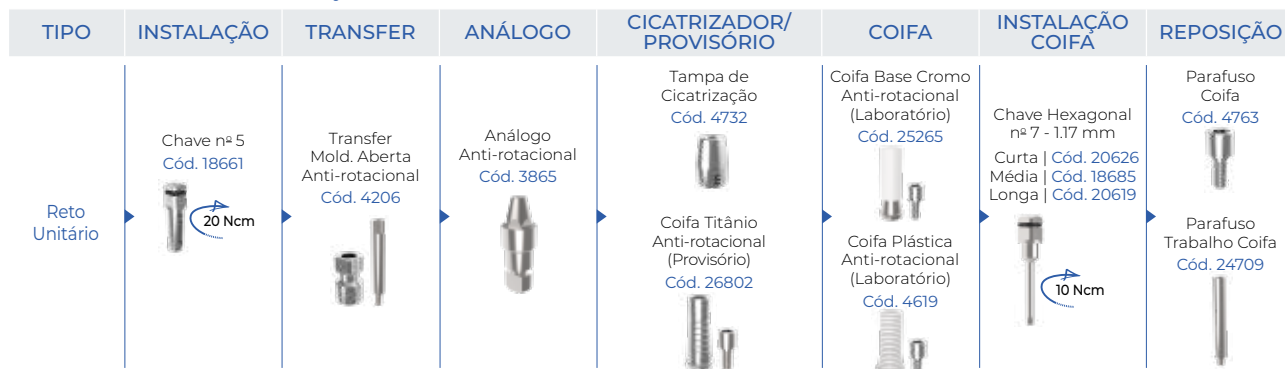 TIPO
INSTALAÇÃO
TRANSFER
ANÁLOGO
CICATRIZADOR/
PROVISÓRIO
COIFA
INSTALAÇÃO
COIFA
REPOSIÇÃO
Reto
Unitário
Chave nº 5
Cód. 18661
20 Ncm
Transfer
Mold. Aberta
Anti-rotacional
Cód. 4206
Análogo
Anti-rotacional
Cód. 3865
Tampa de
Cicatrização
Cód. 4732
Coifa Titânio
Anti-rotacional
(Provisório)
Cód. 26802
Coifa Base Cromo
Anti-rotacional
(Laboratório)
Cód. 25265
Coifa Plástica
Anti-rotacional
(Laboratório)
Cód. 4619
Chave Hexagonal
nº 7 - 1.17 mm
Curta | Cód. 20626
Média | Cód. 18685
Longa | Cód. 20619
10 Ncm
Parafuso
Coifa
Cód. 4763
Parafuso
Trabalho Coifa
Cód. 24709